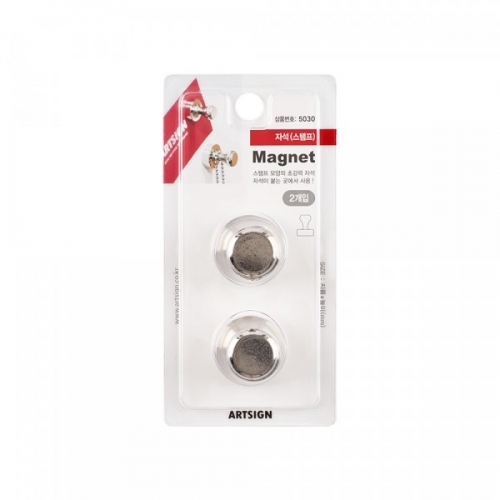 ARTSIGN
상품번호: 5030
자석(스탬프)
Magnet
스탬프 모양의 초강력 자석
자석이 붙는 곳에서 사용!
2개입
www.artsign.co.kr
ARTSIGN